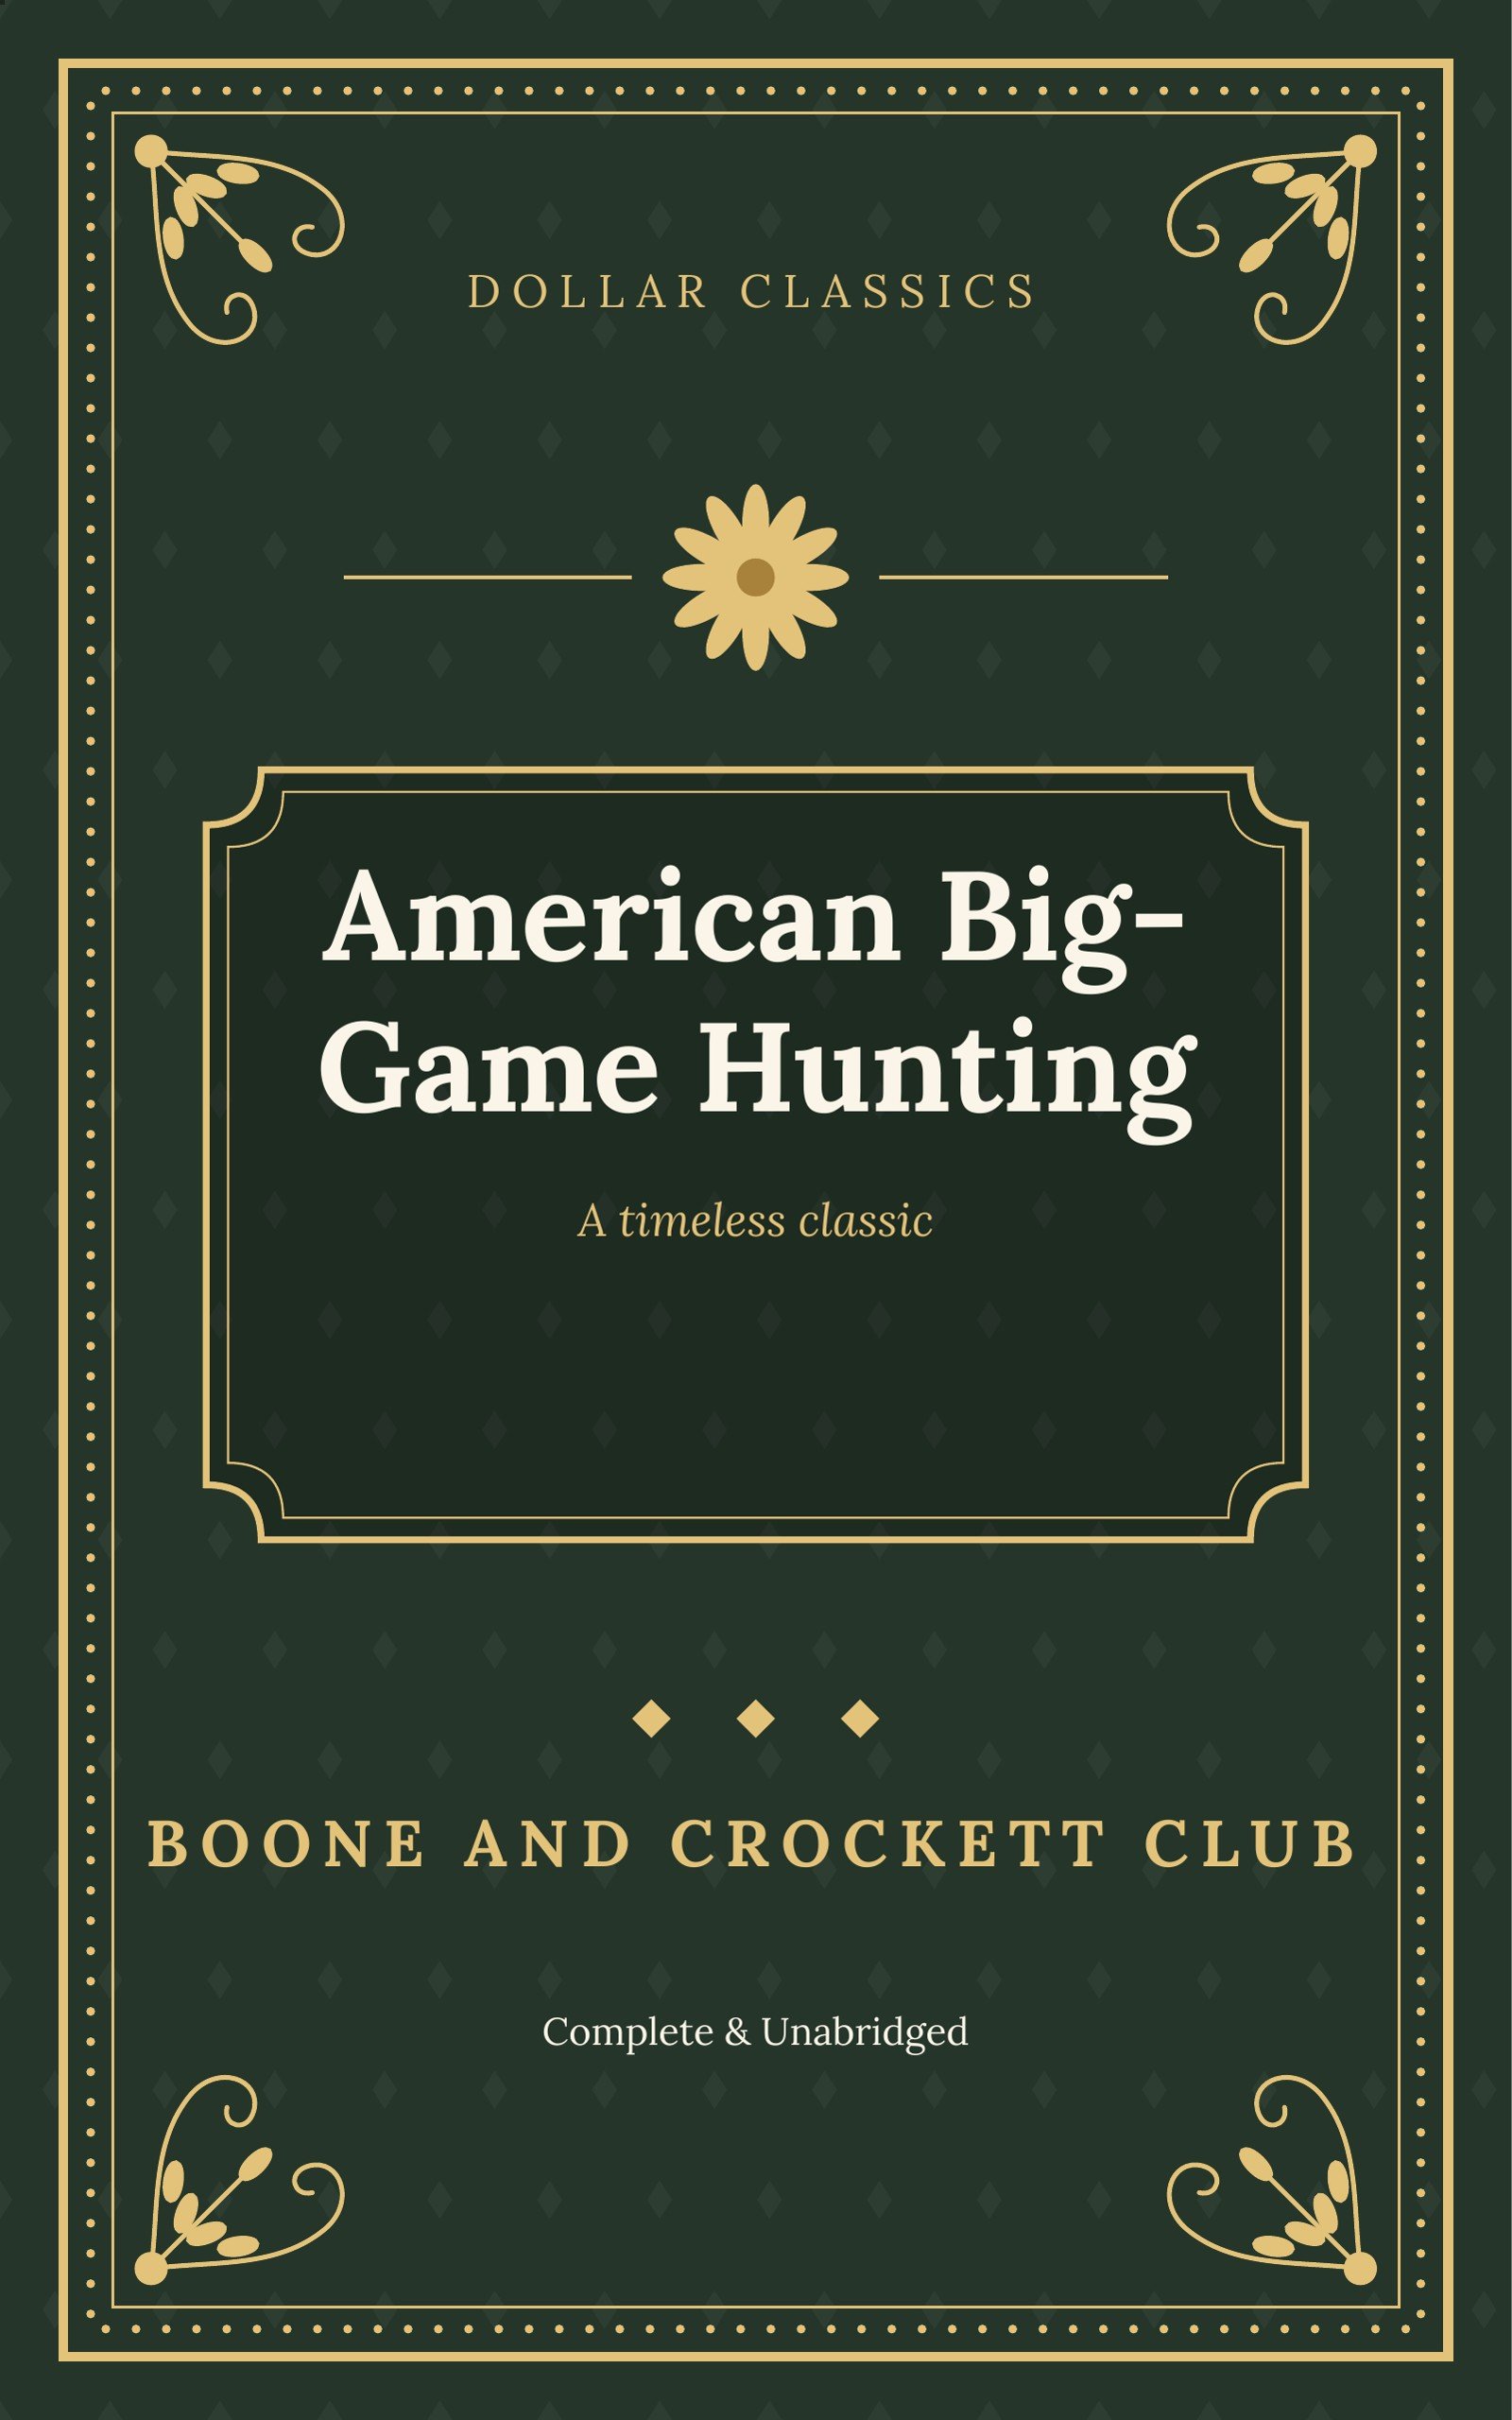 DOLLAR CLASSICS
American Big-
Game Hunting
A timeless classic
BOONE AND CROCKETT CLUB
Complete & Unabridged